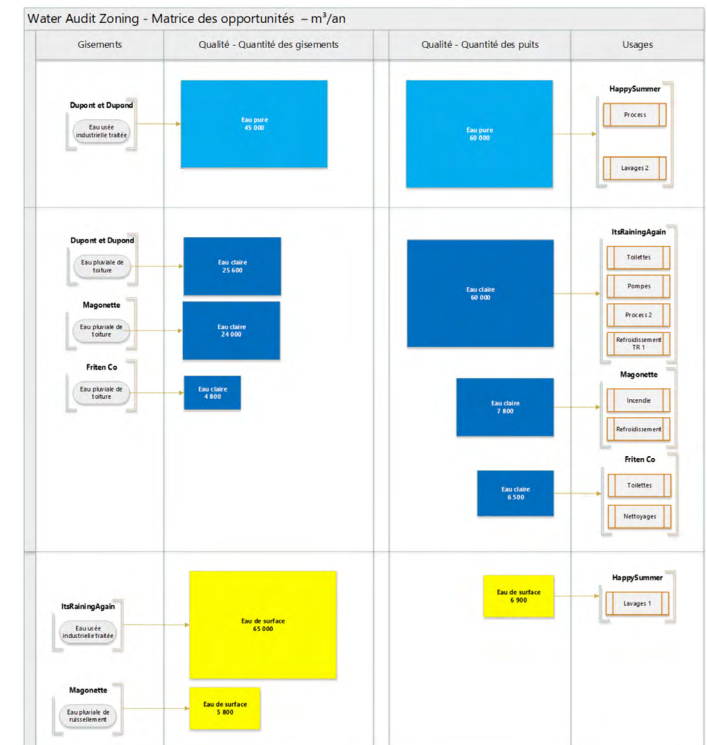 Water Audit Zoning - Matrice des opportunités – m³/an
Gisements
Qualité - Quantité des gisements
Qualité - Quantité des puits
Usages
Dupont et Dupond
Eau usée
industrielle traitée
Eau pure
45 000
Eau pure
60 000
HappySummer
Process
Lavages 2
Dupont et Dupond
Eau pluviale de
toiture
Eau claire
25 600
Magonette
Eau pluviale de
toiture
Eau claire
24 000
Friten Co
Eau pluviale de
toiture
Eau claire
4 800
Eau claire
60 000
ItsRainingAgain
Toilettes
Pompes
Process 2
Refroidissement
TR 1
Eau claire
7 800
Magonette
Incendie
Refroidissement
Eau claire
6 500
Friten Co
Toilettes
Nettoyages
ItsRainingAgain
Eau usée
industrielle traitée
Eau de surface
65 000
Magonette
Eau pluviale de
ruissellement
Eau de surface
5 800
Eau de surface
6 900
HappySummer
Lavages 1